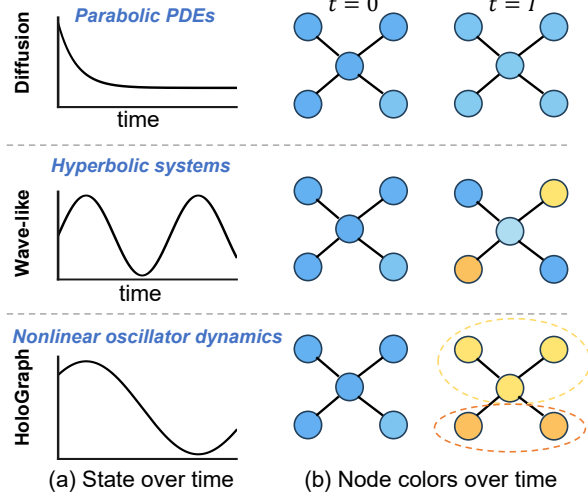 Parabolic PDEs
t = 0
t = T
Diffusion
time
Hyperbolic systems
Wave-like
time
Nonlinear oscillator dynamics
HoloGraph
(a) State over time
(b) Node colors over time